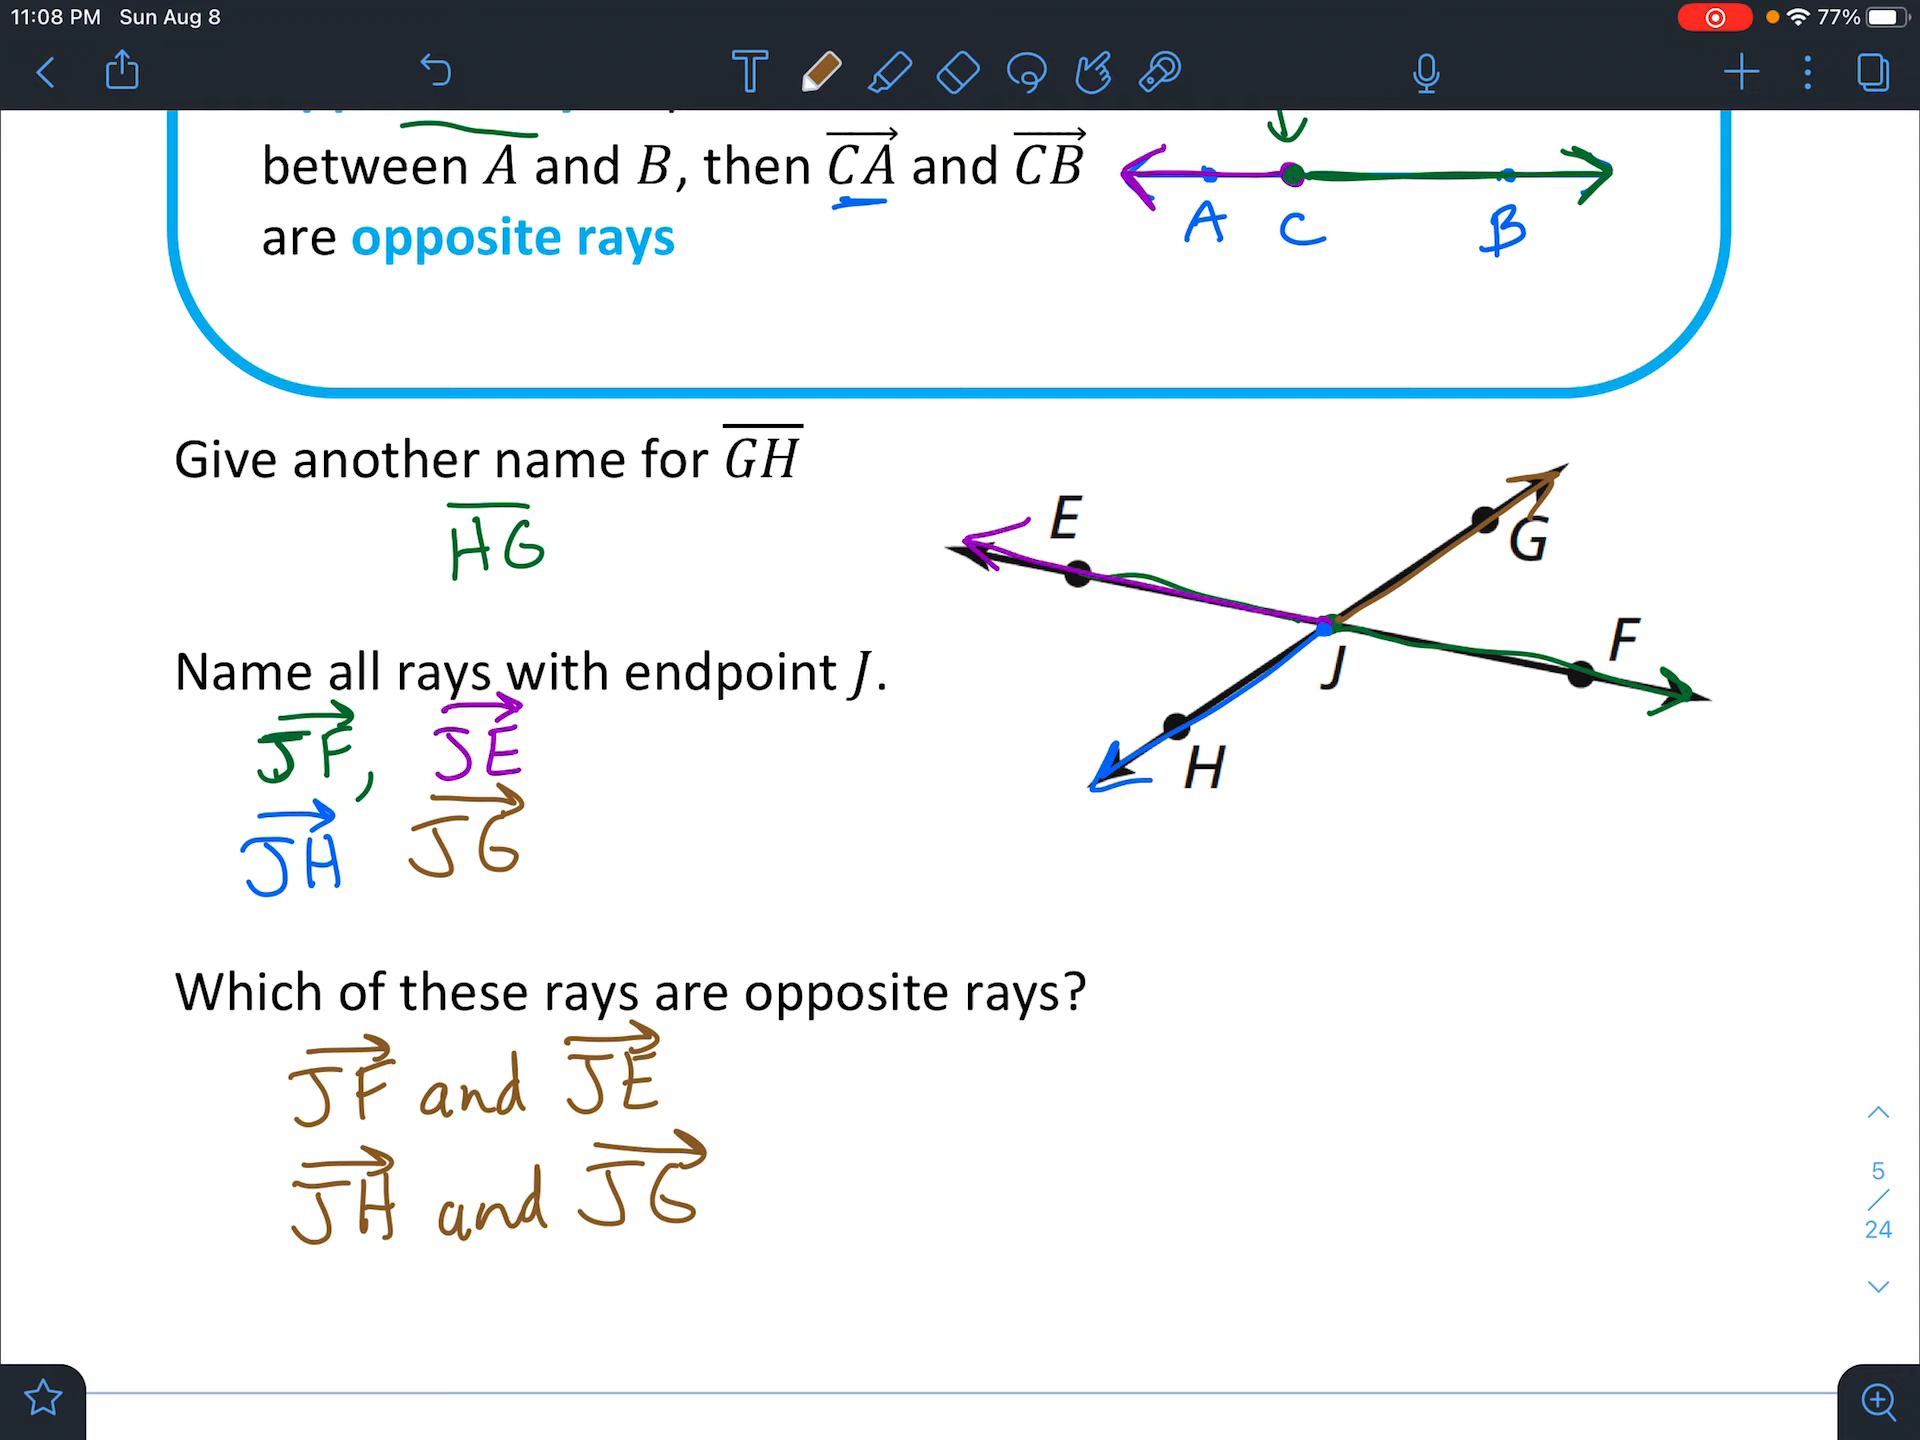 11:08 PM Sun Aug 8
77%
T
between A and B, then CA and CB
are opposite rays
A C B
Give another name for GH
HG
E
G
F
J
H
Name all rays with endpoint J.
JF, JE
JH JG
Which of these rays are opposite rays?
JF and JE
JH and JG
5
/
24